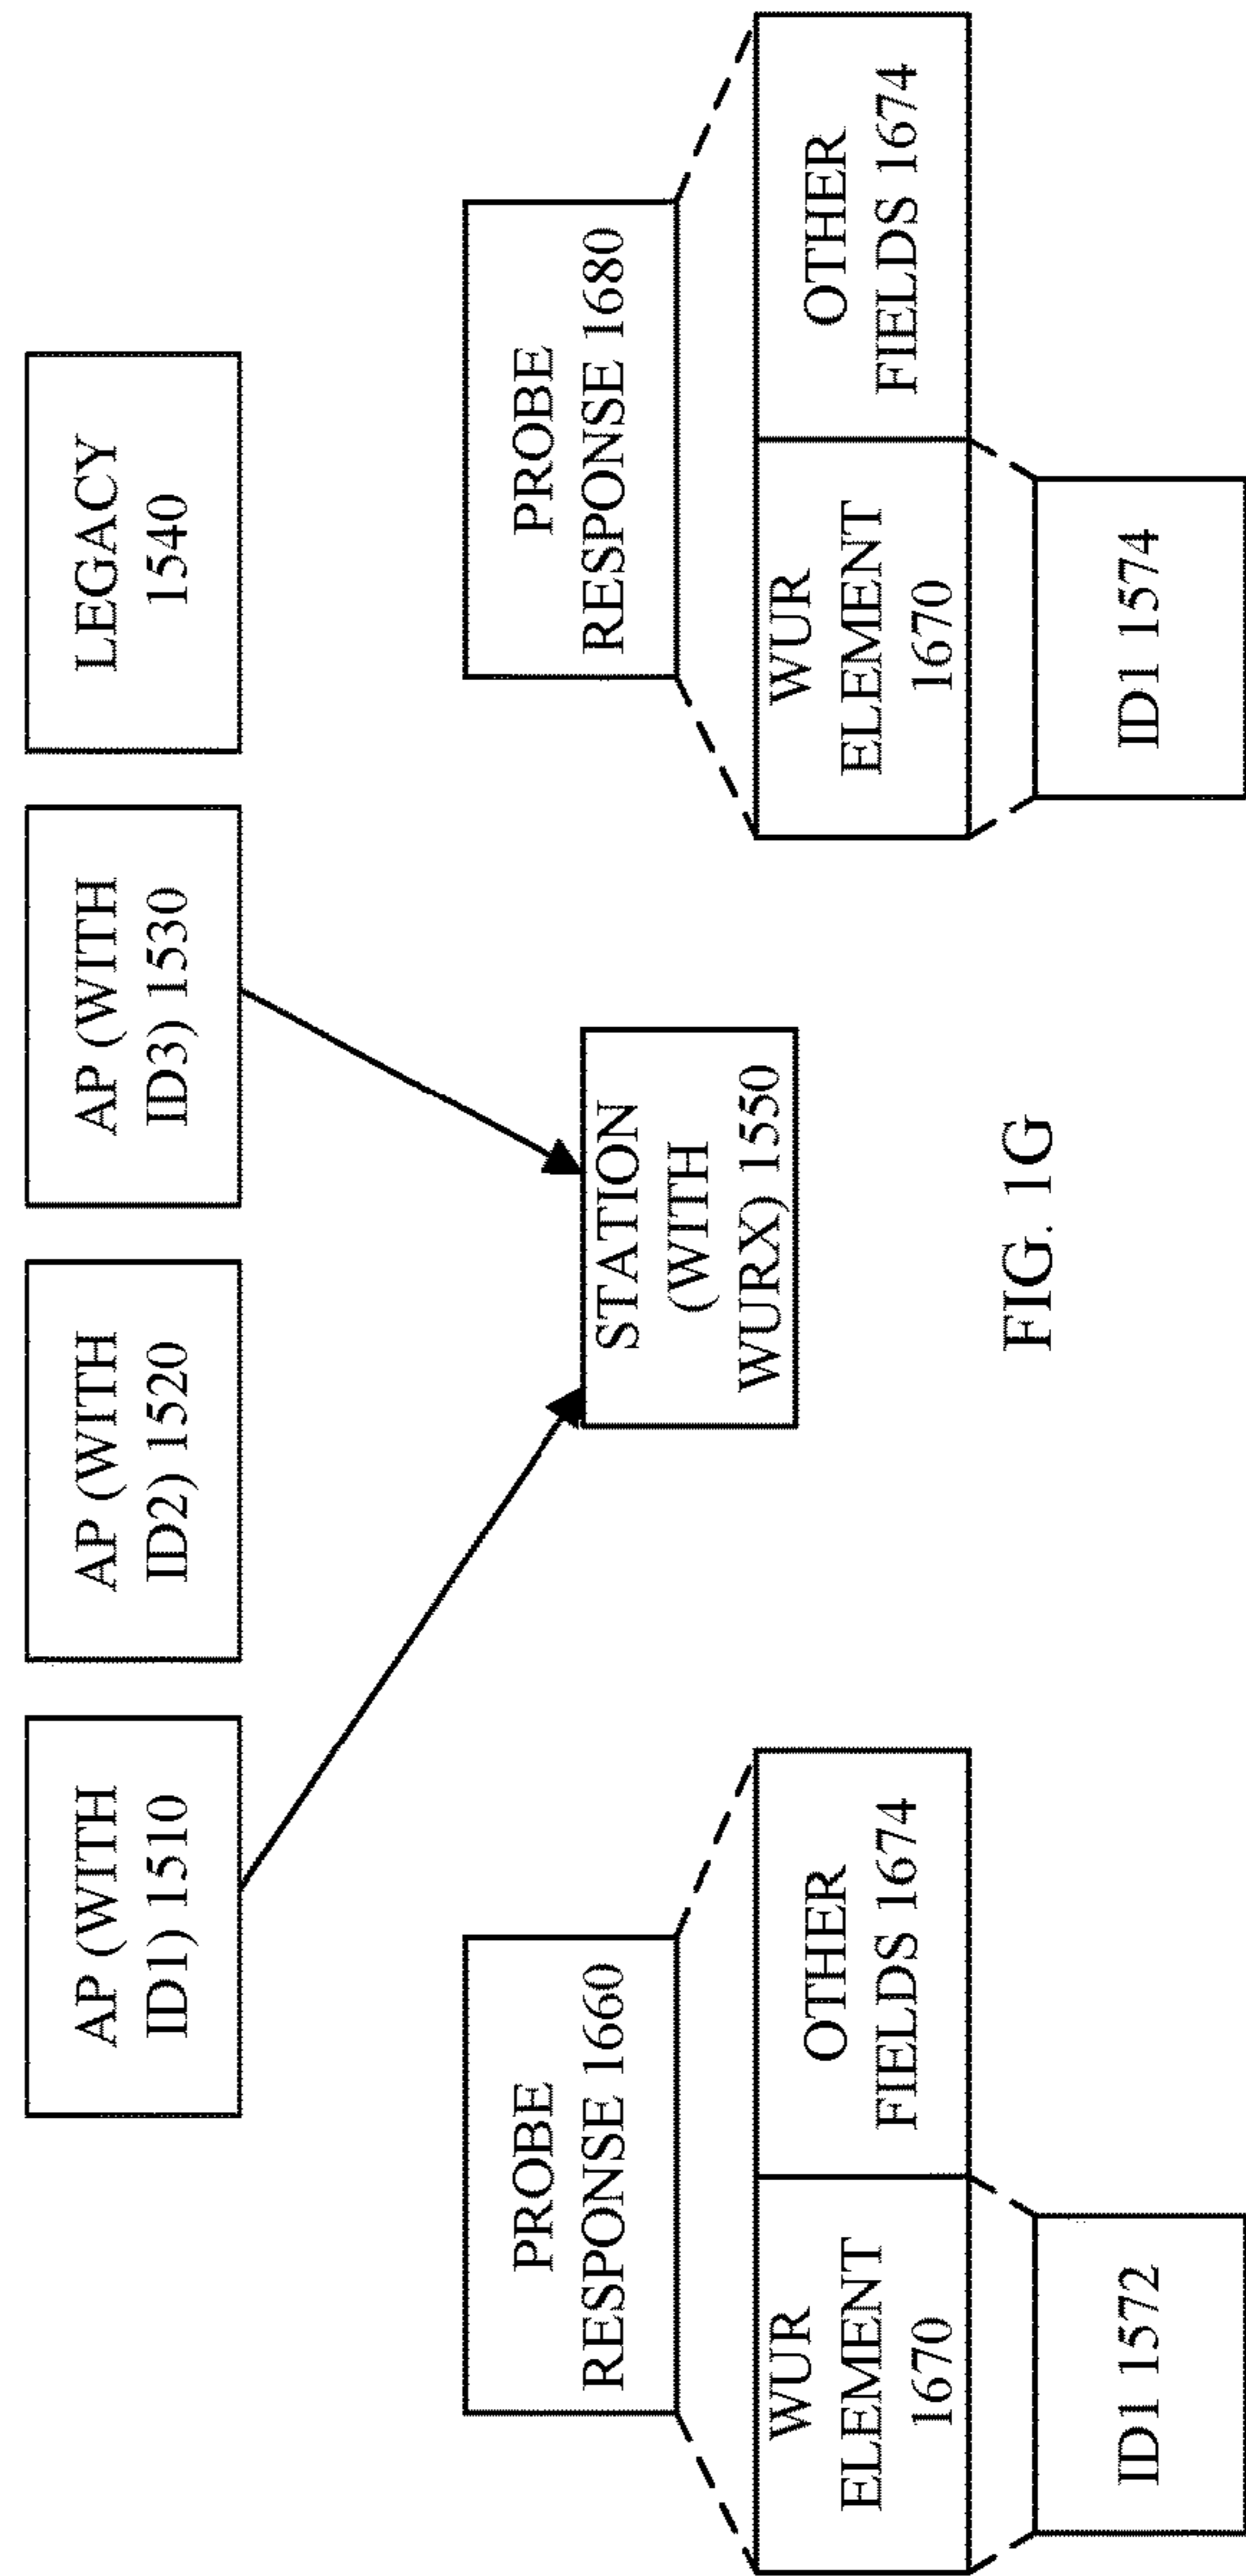 AP (WITH
ID1) 1510
AP (WITH
ID2) 1520
AP (WITH
ID3) 1530
LEGACY
1540
PROBE
RESPONSE 1660
WUR
ELEMENT
1670
OTHER
FIELDS 1674
ID1 1572
STATION
(WITH
WURX) 1550
PROBE
RESPONSE 1680
WUR
ELEMENT
1670
OTHER
FIELDS 1674
ID1 1574
FIG. 1G